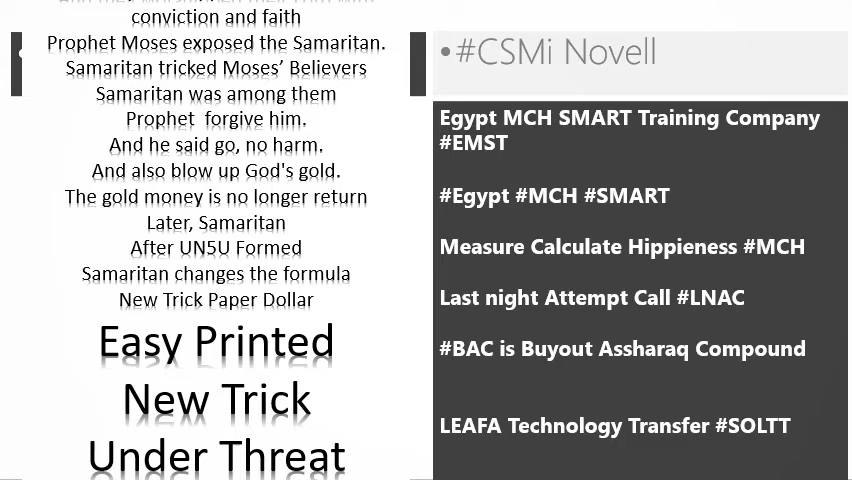 conviction and faith
Prophet Moses exposed the Samaritan.
Samaritan tricked Moses’ Believers
Samaritan was among them
Prophet forgive him.
And he said go, no harm.
And also blow up God's gold.
The gold money is no longer return
Later, Samaritan
After UN5U Formed
Samaritan changes the formula
New Trick Paper Dollar
Easy Printed
New Trick
Under Threat
• #CSMi Novell
Egypt MCH SMART Training Company
#EMST
#Egypt #MCH #SMART
Measure Calculate Hippieness #MCH
Last night Attempt Call #LNAC
#BAC is Buyout Assharaq Compound
LEAFA Technology Transfer #SOLTT